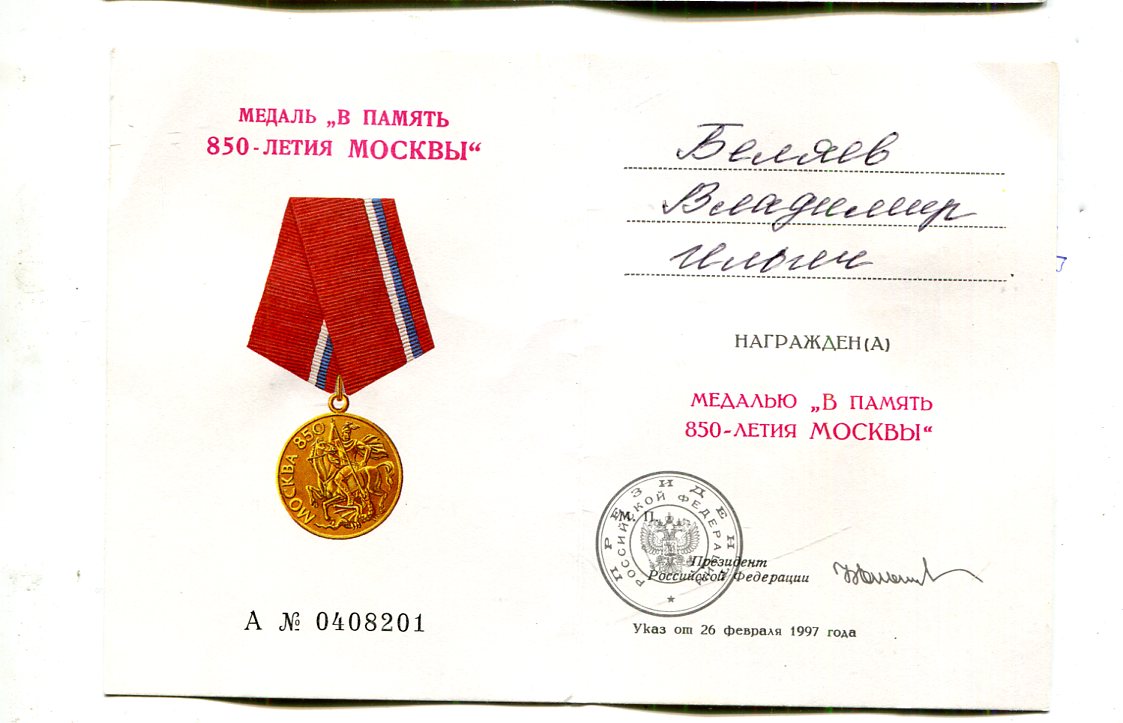 МЕДАЛЬ „В ПАМЯТЬ
850-ЛЕТИЯ МОСКВЫ“
МОСКВА 850
А № 0408201
Беляев
Владимир
Ильич
НАГРАЖДЕН(А)
МЕДАЛЬЮ „В ПАМЯТЬ
850-ЛЕТИЯ МОСКВЫ“
ПРЕЗИДЕНТ
РОССИЙСКОЙ ФЕДЕРАЦИИ
М. П.
Президент
Российской Федерации
Указ от 26 февраля 1997 года